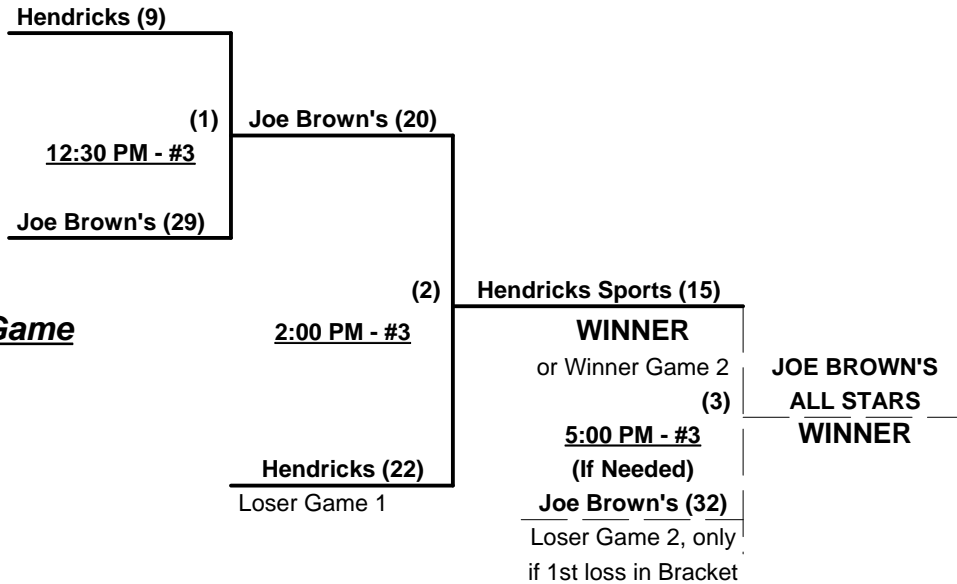 Hendricks (9)
(1)
Joe Brown's (20)
12:30 PM - #3
Joe Brown's (29)
(2)
Hendricks Sports (15)
Game
2:00 PM - #3
WINNER
or Winner Game 2
JOE BROWN'S
(3)
ALL STARS
5:00 PM - #3
WINNER
(If Needed)
Hendricks (22)
Loser Game 1
Joe Brown's (32)
Loser Game 2, only
if 1st loss in Bracket